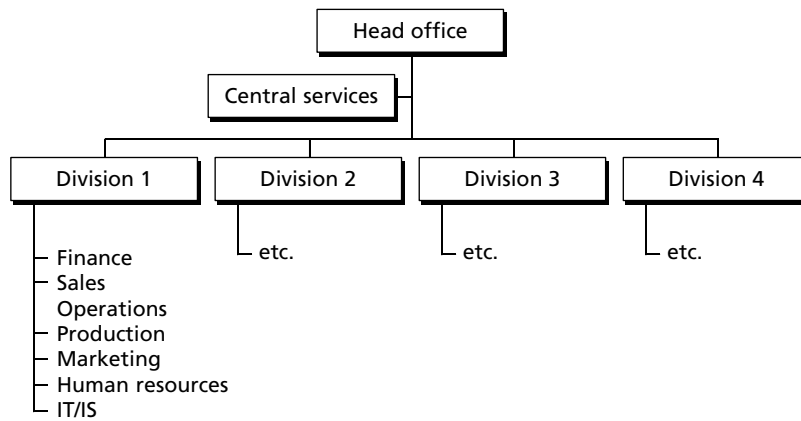 Head office
Central services
Division 1
Division 2
Division 3
Division 4
Finance
Sales
Operations
Production
Marketing
Human resources
IT/IS
etc.
etc.
etc.